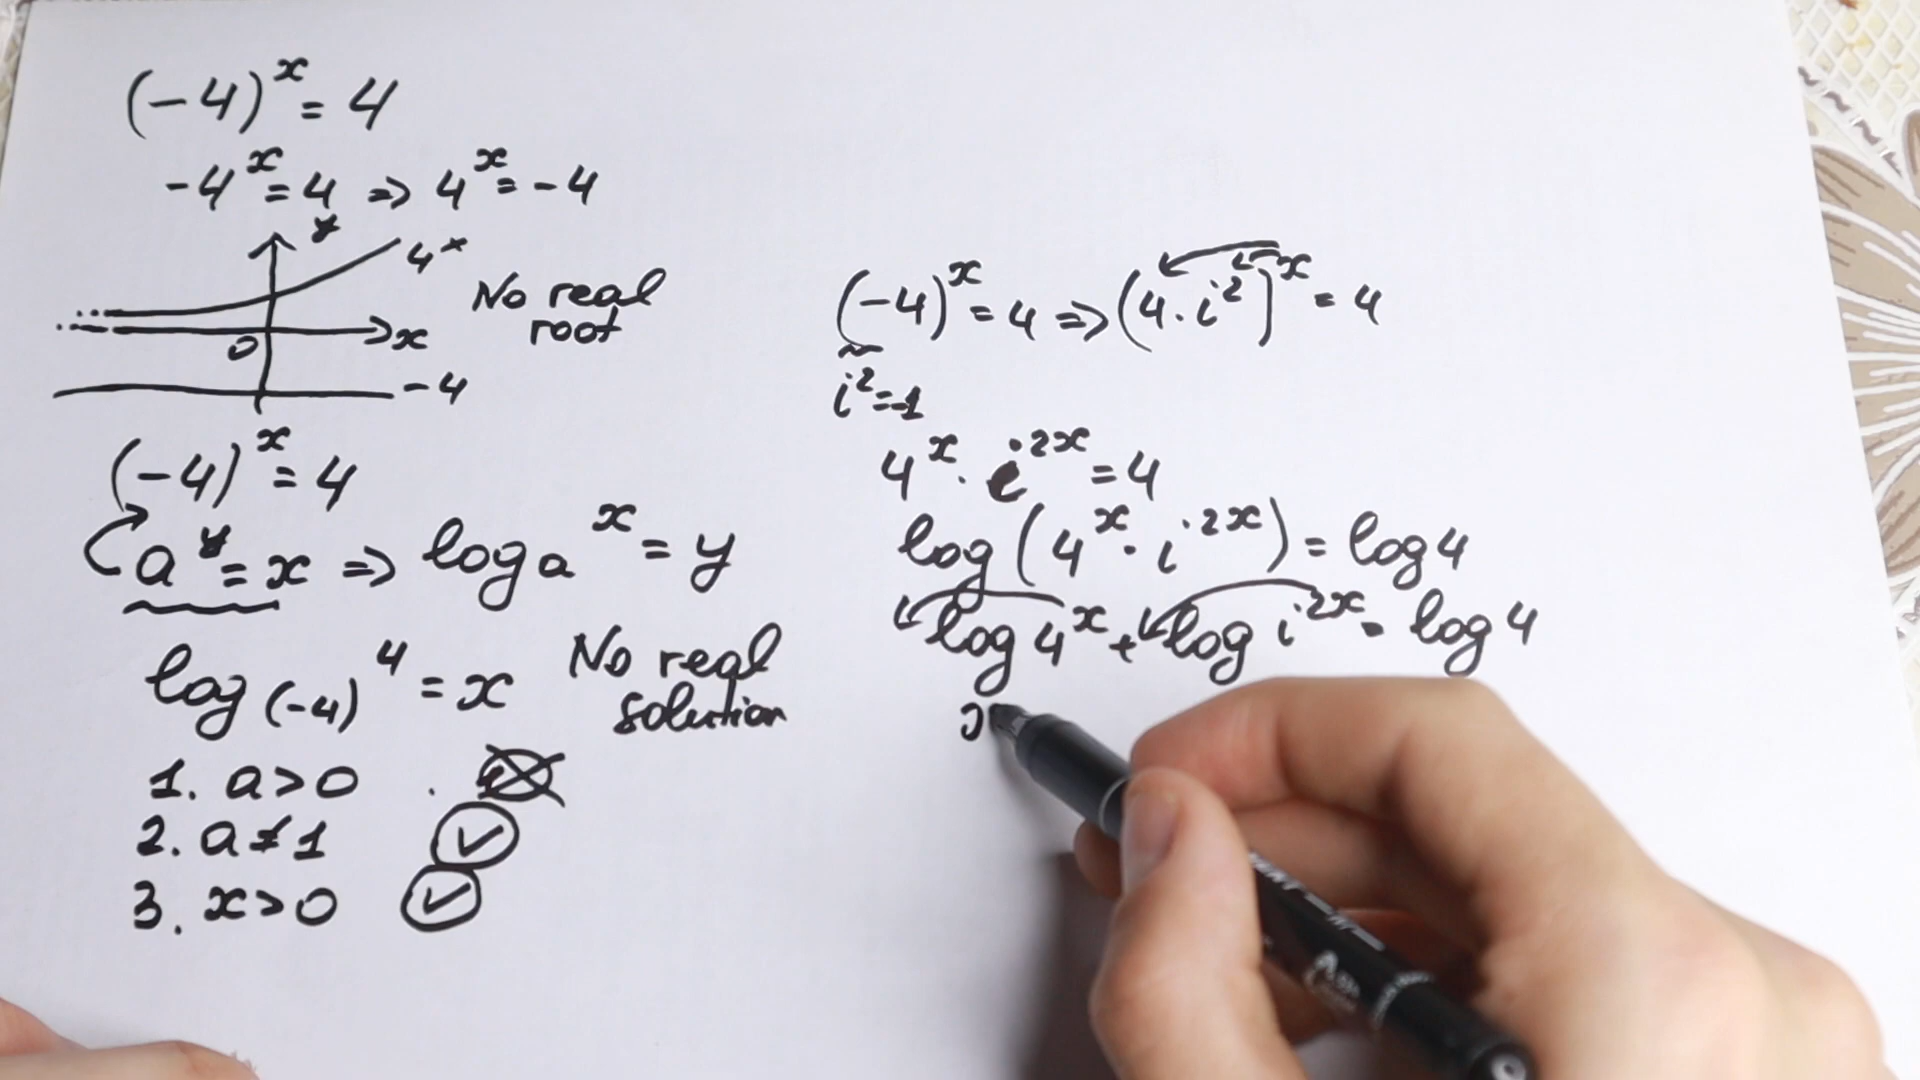 (-4)^x = 4
-4^x = 4 => 4^x = -4
y
4^x
No real
root
0
x
-4
(-4)^x = 4
a^y = x => log_a^x = y
log_(-4)^4 = x
No real
solution
1. a > 0
2. a ≠ 1
3. x > 0
(-4)^x = 4 => (4 · i^2)^x = 4
i^2 = -1
4^x · i^2x = 4
log (4^x · i^2x) = log 4
log 4^x + log i^2x = log 4